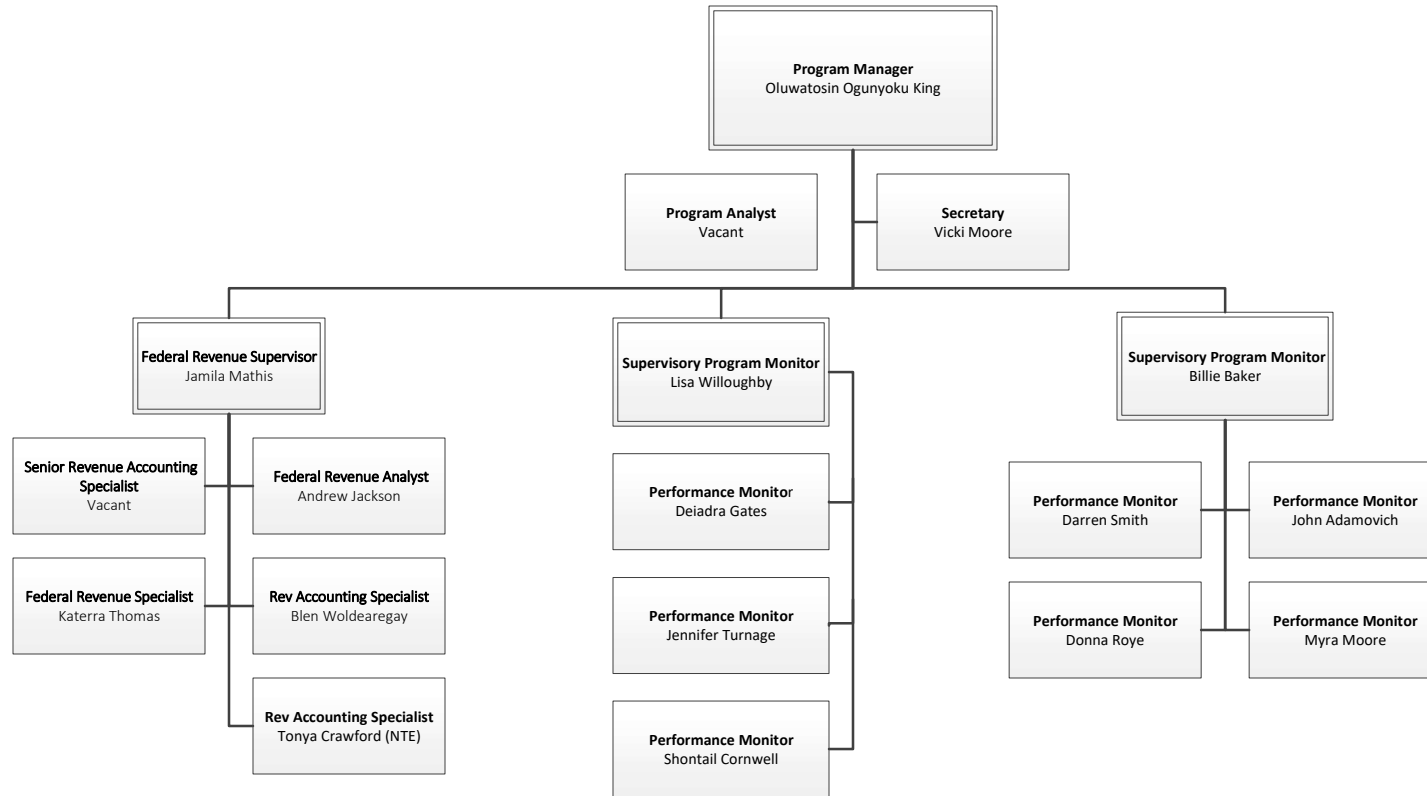 Program Manager
Oluwatosin Ogunyoku King
Program Analyst
Vacant
Secretary
Vicki Moore
Federal Revenue Supervisor
Jamila Mathis
Supervisory Program Monitor
Lisa Willoughby
Supervisory Program Monitor
Billie Baker
Senior Revenue Accounting
Specialist
Vacant
Federal Revenue Analyst
Andrew Jackson
Federal Revenue Specialist
Katerra Thomas
Rev Accounting Specialist
Blen Woldearegay
Rev Accounting Specialist
Tonya Crawford (NTE)
Performance Monitor
Deiadra Gates
Performance Monitor
Jennifer Turnage
Performance Monitor
Shontail Cornwell
Performance Monitor
Darren Smith
Performance Monitor
John Adamovich
Performance Monitor
Donna Roye
Performance Monitor
Myra Moore